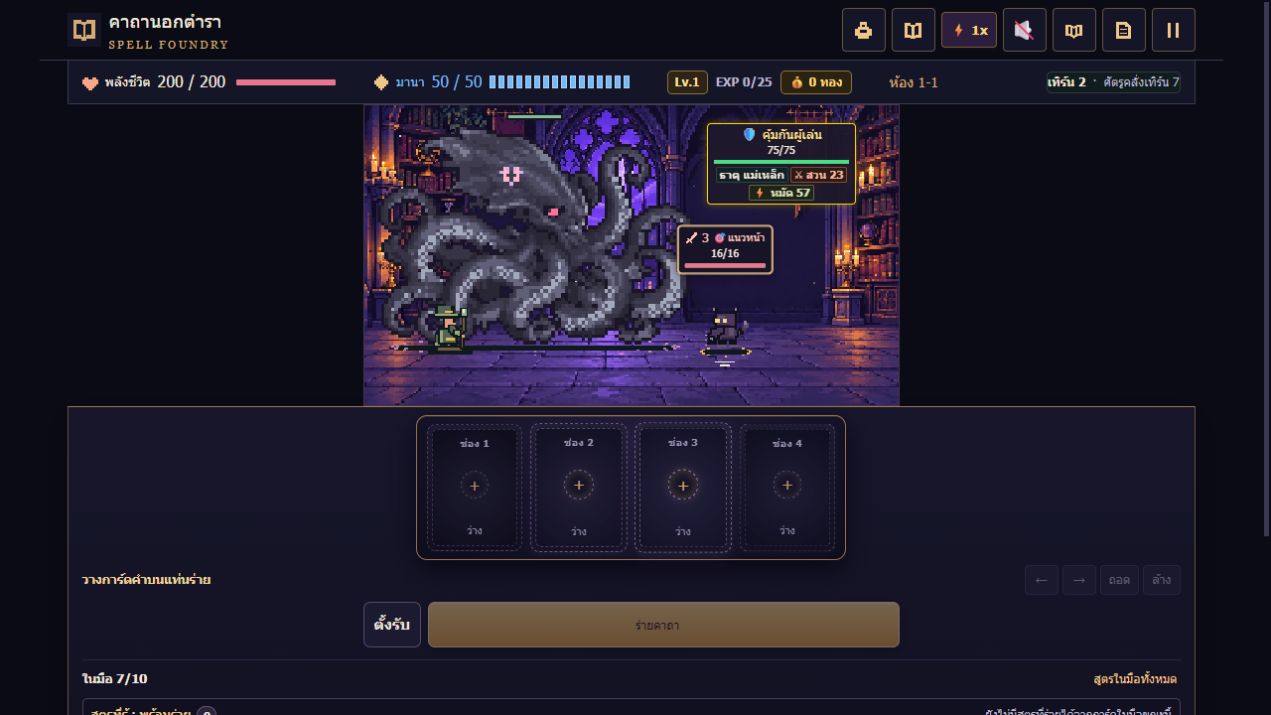 คาถานอกตำรา
SPELL FOUNDRY
1x
พลังชีวิต 200 / 200
มานา 50 / 50
Lv.1
EXP 0/25
0 ทอง
ห้อง 1-1
เทิร์น 2 · ศัตรูคลั่งเทิร์น 7
คุ้มกันผู้เล่น
75/75
ธาตุ แม่เหล็ก
สวน 23
หมัด 57
3 แนวหน้า
16/16
ช่อง 1
ช่อง 2
ช่อง 3
ช่อง 4
+
+
+
+
ว่าง
ว่าง
ว่าง
ว่าง
วางการ์ดคำบนแท่นร่าย
←
→
ถอด
ล้าง
ตั้งรับ
ร่ายคาถา
ในมือ 7/10
สูตรในมือทั้งหมด